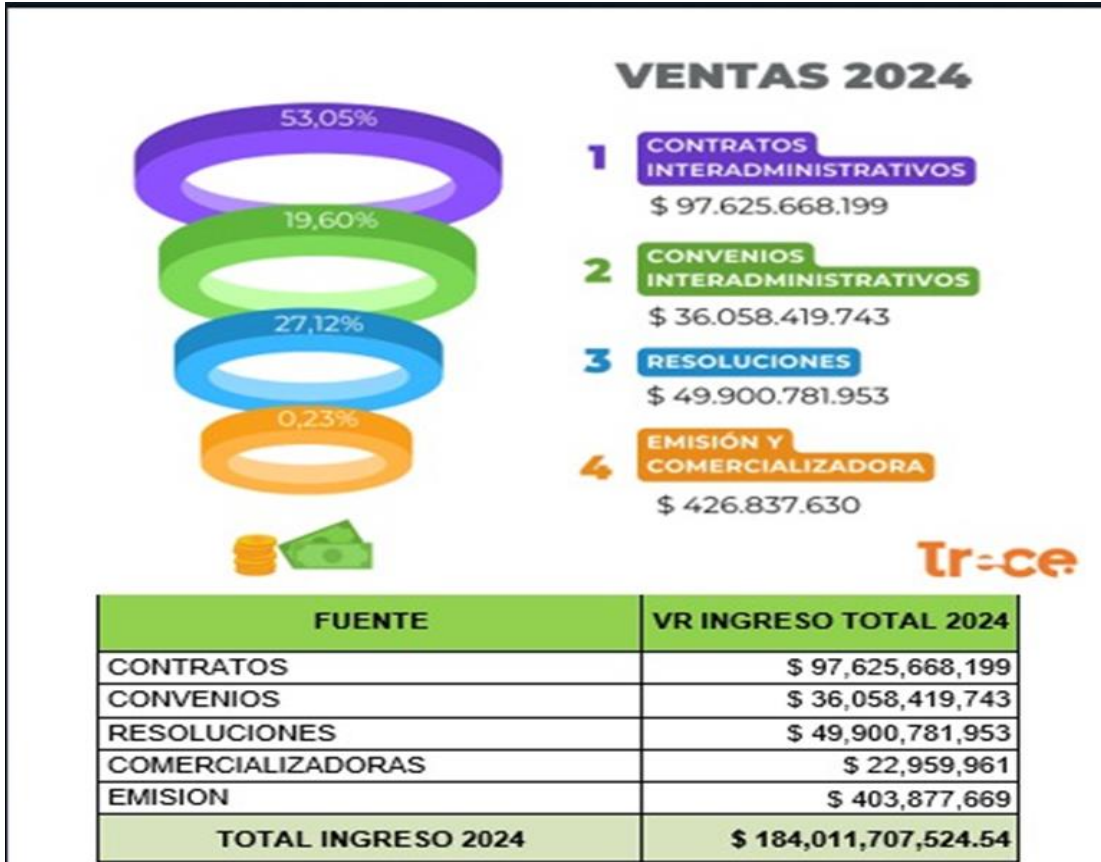 VENTAS 2024
53,05%
19,60%
27,12%
0,23%
1
CONTRATOS
INTERADMINISTRATIVOS
$ 97.625.668.199
2
CONVENIOS
INTERADMINISTRATIVOS
$ 36.058.419.743
3 RESOLUCIONES
$ 49.900.781.953
4
EMISIÓN Y
COMERCIALIZADORA
$ 426.837.630
Trece
FUENTE VR INGRESO TOTAL 2024
CONTRATOS $ 97,625,668,199
CONVENIOS $ 36,058,419,743
RESOLUCIONES $ 49,900,781,953
COMERCIALIZADORAS $ 22,959,961
EMISION $ 403,877,669
TOTAL INGRESO 2024 $ 184,011,707,524.54